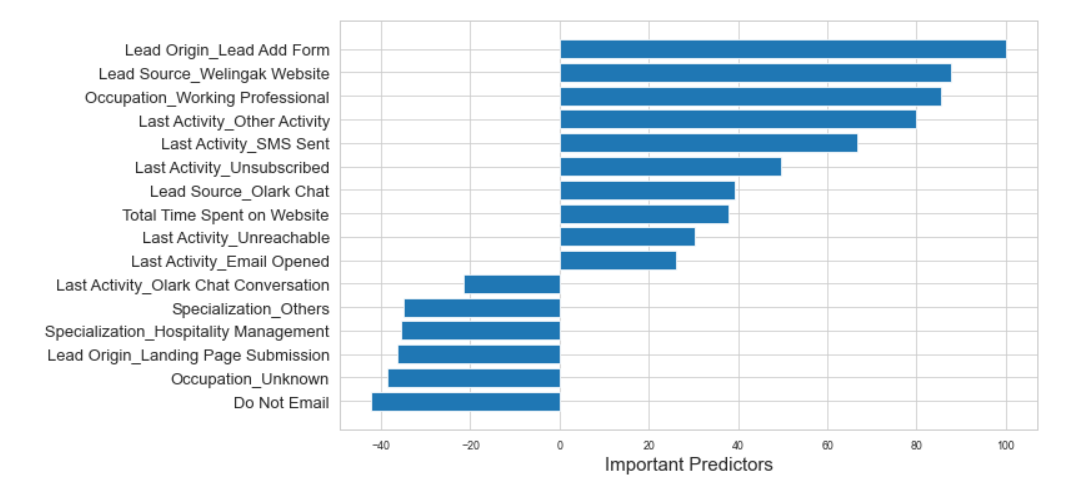 Lead Origin_Lead Add Form
Lead Source_Welingak Website
Occupation_Working Professional
Last Activity_Other Activity
Last Activity_SMS Sent
Last Activity_Unsubscribed
Lead Source_Olark Chat
Total Time Spent on Website
Last Activity_Unreachable
Last Activity_Email Opened
Last Activity_Olark Chat Conversation
Specialization_Others
Specialization_Hospitality Management
Lead Origin_Landing Page Submission
Occupation_Unknown
Do Not Email
−40 −20 0 20 40 60 80 100
Important Predictors